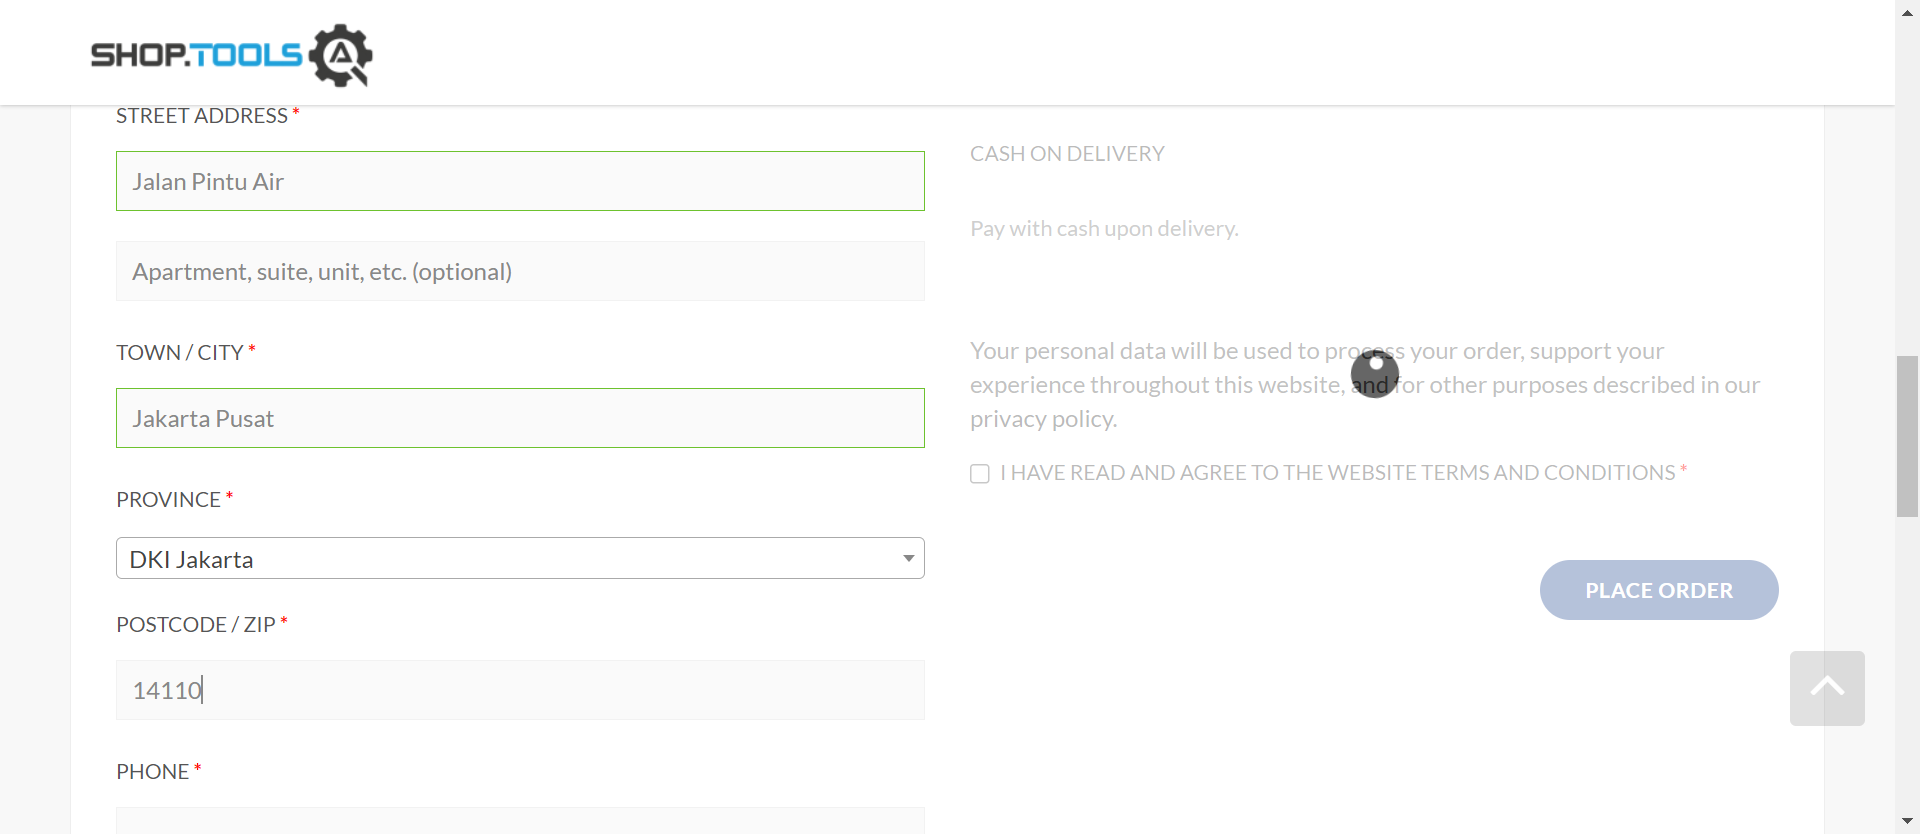 SHOP.TOOLS
STREET ADDRESS *
Jalan Pintu Air
Apartment, suite, unit, etc. (optional)
TOWN / CITY *
Jakarta Pusat
PROVINCE *
DKI Jakarta
POSTCODE / ZIP *
14110
PHONE *
CASH ON DELIVERY
Pay with cash upon delivery.
Your personal data will be used to process your order, support your
experience throughout this website, and for other purposes described in our
privacy policy.
I HAVE READ AND AGREE TO THE WEBSITE TERMS AND CONDITIONS *
PLACE ORDER